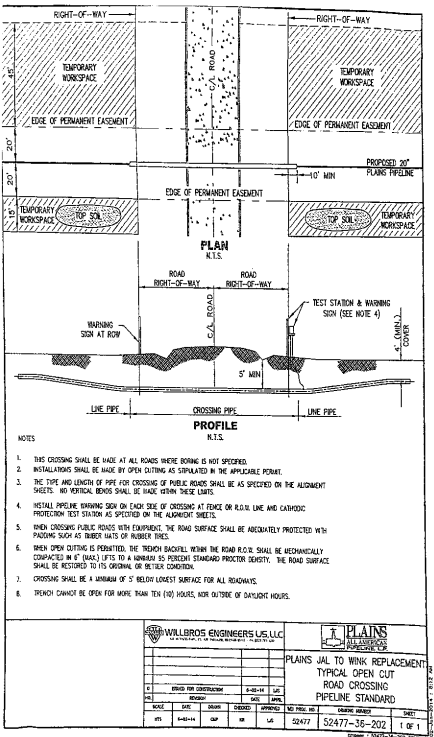 RIGHT-OF-WAY
RIGHT-OF-WAY
45'
TEMPORARY
WORKSPACE
C/L ROAD
TEMPORARY
WORKSPACE
EDGE OF PERMANENT EASEMENT
EDGE OF PERMANENT EASEMENT
20'
PROPOSED 20"
PLAINS PIPELINE
10' MIN
20'
EDGE OF PERMANENT EASEMENT
15'
TEMPORARY
WORKSPACE
TOP SOIL
TOP SOIL
TEMPORARY
WORKSPACE
PLAN
N.T.S.
ROAD
RIGHT-OF-WAY
ROAD
RIGHT-OF-WAY
C/L ROAD
TEST STATION & WARNING
SIGN (SEE NOTE 4)
WARNING
SIGN AT ROW
4' (MIN.)
COVER
5' MIN
LINE PIPE
CROSSING PIPE
LINE PIPE
PROFILE
N.T.S.
NOTES
1. THIS CROSSING SHALL BE MADE AT ALL ROADS WHERE BORING IS NOT SPECIFIED.
2. INSTALLATIONS SHALL BE MADE BY OPEN CUTTING AS STIPULATED IN THE APPLICABLE PERMIT.
3. THE TYPE AND LENGTH OF PIPE FOR CROSSING OF PUBLIC ROADS SHALL BE AS SPECIFIED ON THE ALIGNMENT
SHEETS. NO VERTICAL BENDS SHALL BE MADE WITHIN THESE LIMITS.
4. INSTALL PIPELINE WARNING SIGN ON EACH SIDE OF CROSSING AT FENCE OR R.O.W. LINE AND CATHODIC
PROTECTION TEST STATION AS SPECIFIED ON THE ALIGNMENT SHEETS.
5. WHEN CROSSING PUBLIC ROADS WITH EQUIPMENT, THE ROAD SURFACE SHALL BE ADEQUATELY PROTECTED WITH
PADDING SUCH AS TIMBER MATS OR RUBBER TIRES.
6. WHEN OPEN CUTTING IS PERMITTED, THE TRENCH BACKFILL WITHIN THE ROAD R.O.W. SHALL BE MECHANICALLY
COMPACTED IN 6" (MAX.) LIFTS TO A MINIMUM 95 PERCENT STANDARD PROCTOR DENSITY. THE ROAD SURFACE
SHALL BE RESTORED TO ITS ORIGINAL OR BETTER CONDITION.
7. CROSSING SHALL BE A MINIMUM OF 5' BELOW LOWEST SURFACE FOR ALL ROADWAYS.
8. TRENCH CANNOT BE OPEN FOR MORE THAN TEN (10) HOURS, NOR OUTSIDE OF DAYLIGHT HOURS.
WILLBROS ENGINEERS US, LLC
PLAINS
ALL AMERICAN
PIPELINE, L.P.
PLAINS JAL TO WINK REPLACEMENT
TYPICAL OPEN CUT
ROAD CROSSING
PIPELINE STANDARD
0 ISSUED FOR CONSTRUCTION 6-02-14 LJG
NO REVISION DATE APPR.
SCALE DATE DRAWN CHECKED APPROVED WEI PROJ. NO. DRAWING NUMBER SHEET
NTS 6-02-14 LJG 52477 52477-36-202 1 OF 1